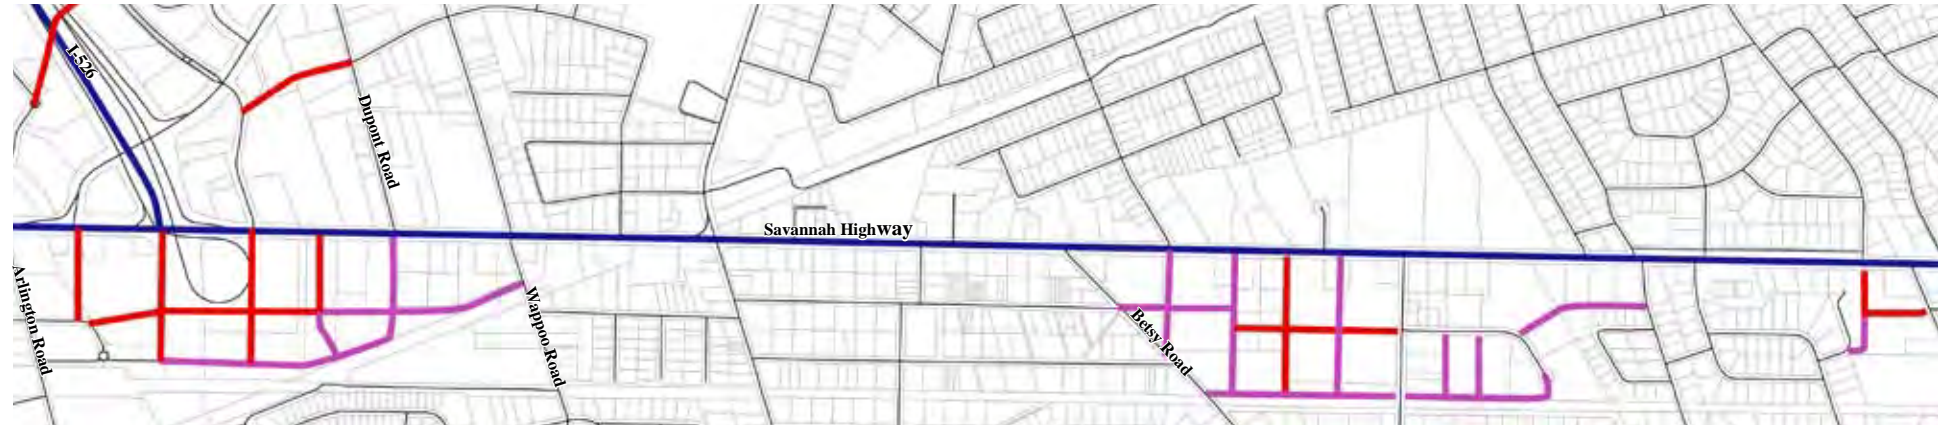 I-526
Dupont Road
Savannah Highway
Arlington Road
Wappoo Road
Betsy Road